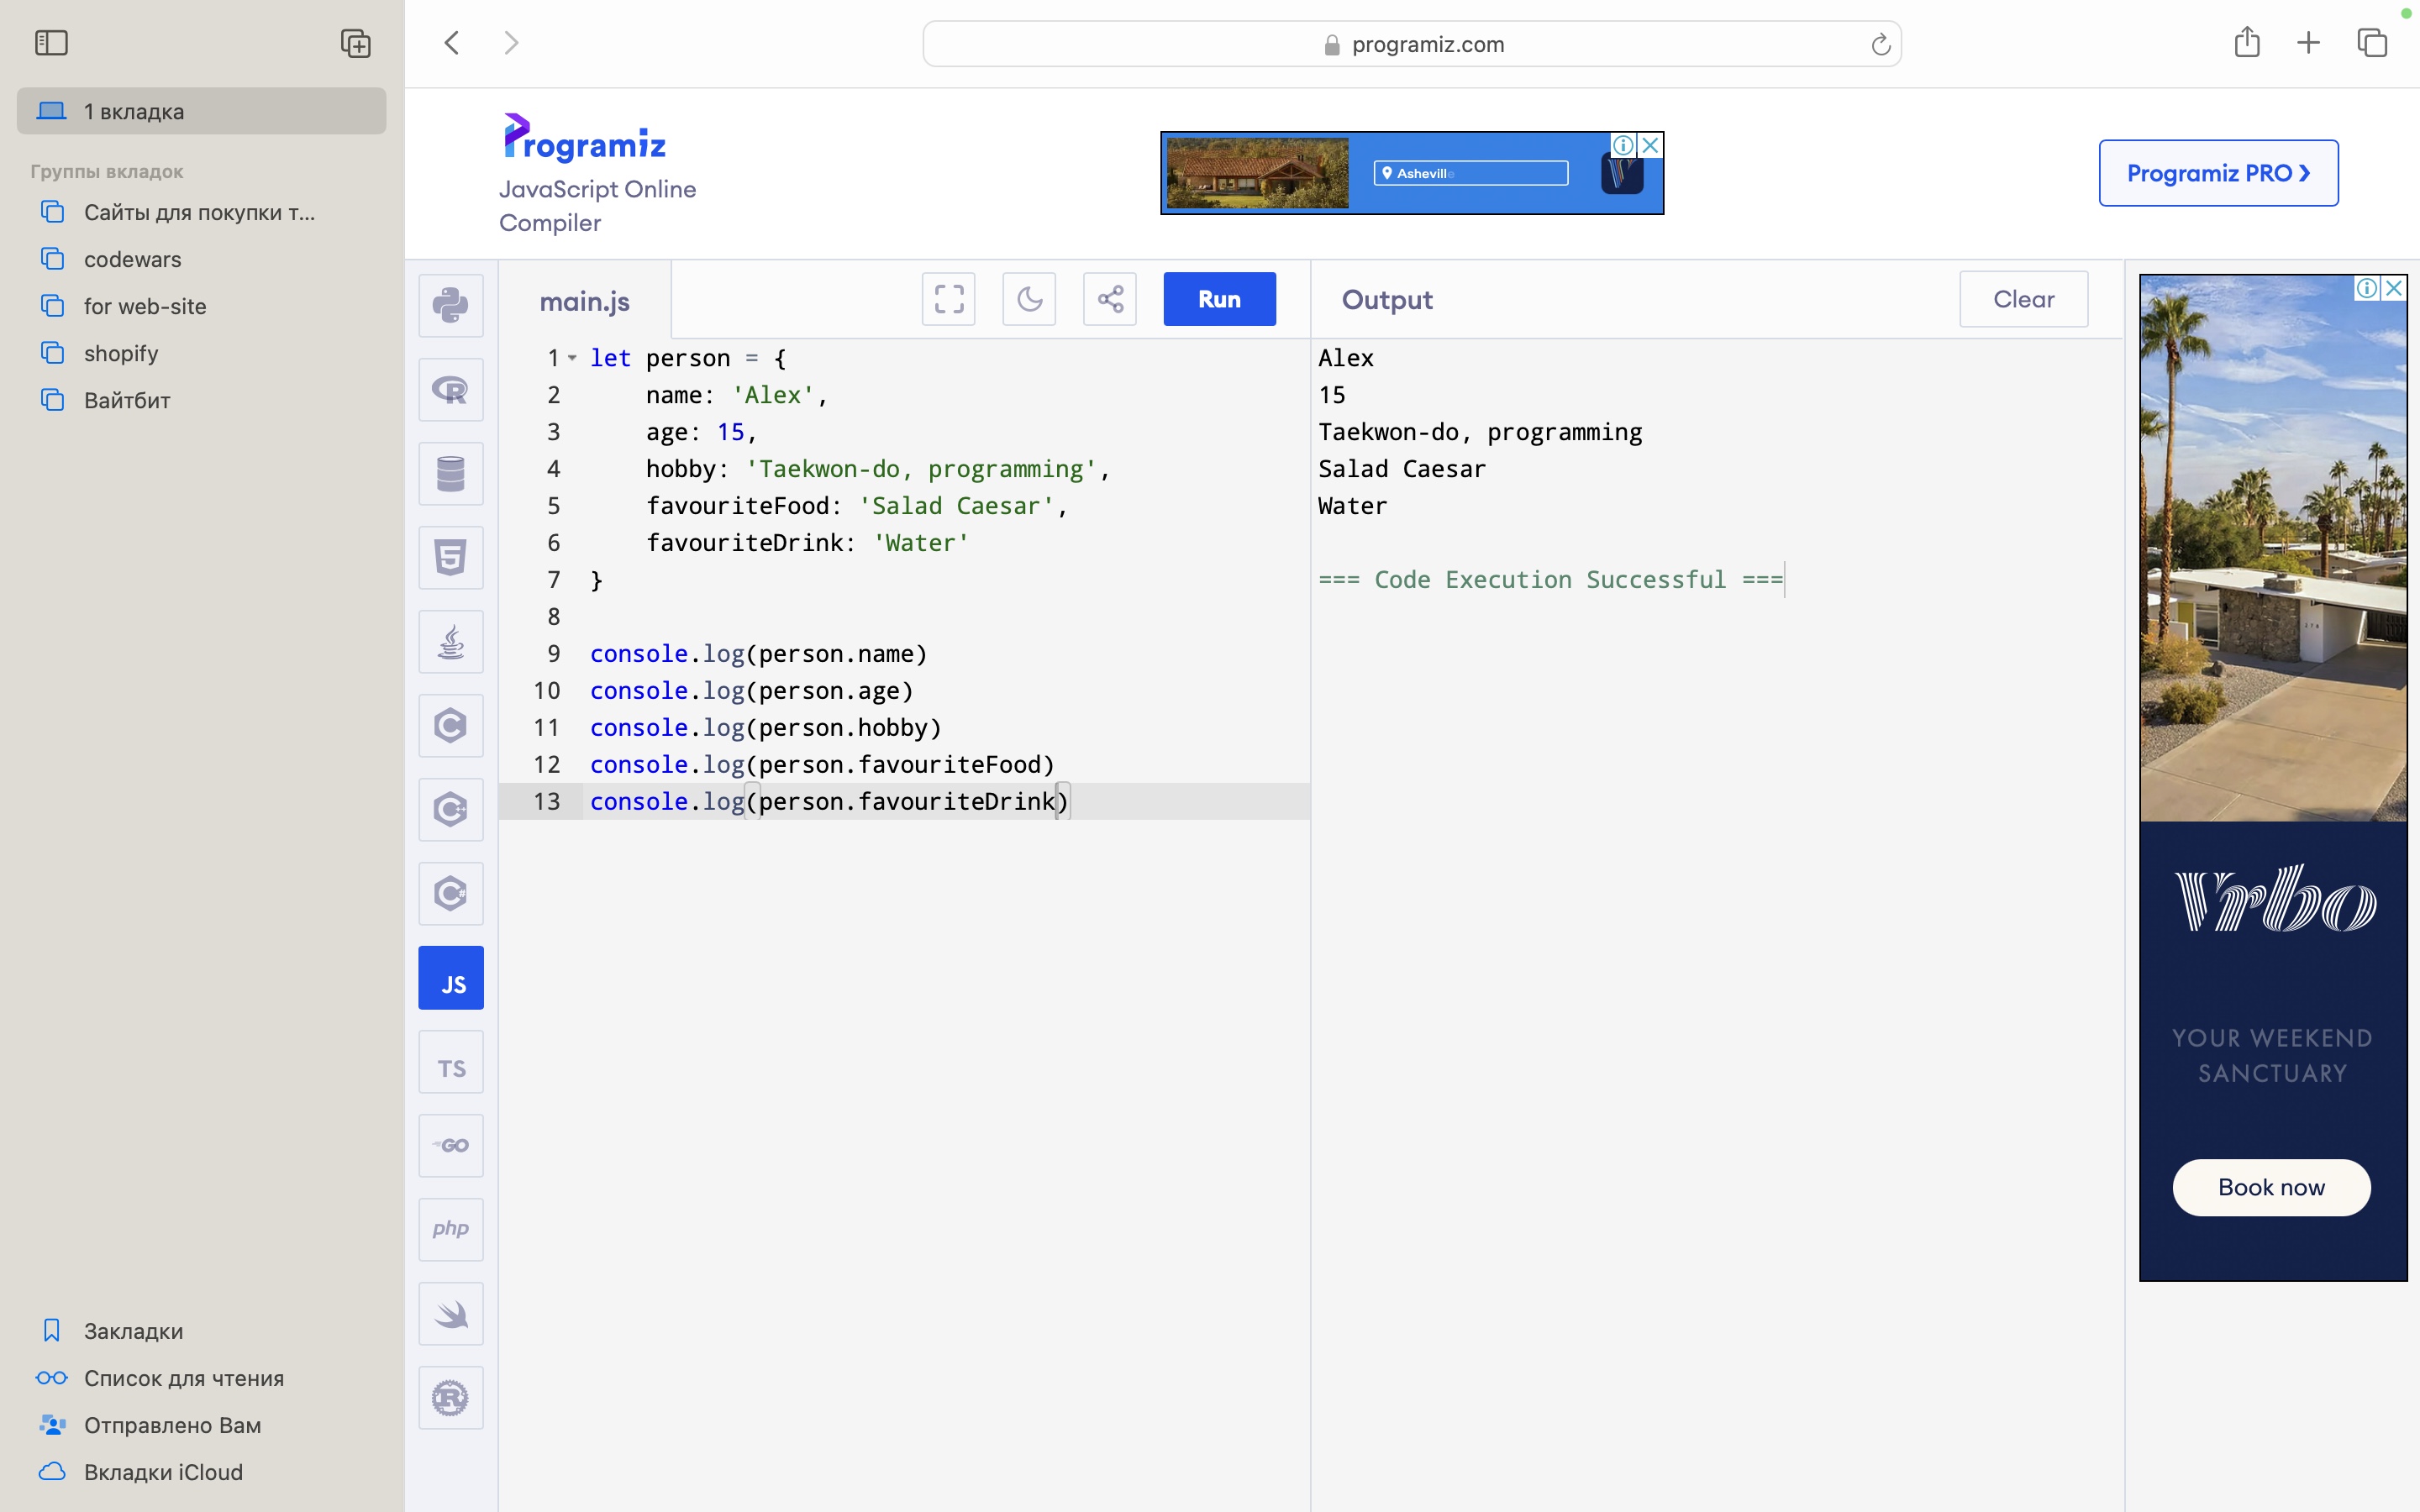 1 вкладка
Группы вкладок
Сайты для покупки т...
codewars
for web-site
shopify
Вайтбит
Закладки
Список для чтения
Отправлено Вам
Вкладки iCloud
programiz.com
Programiz
JavaScript Online
Compiler
Ashevill
Programiz PRO ❯
main.js
Run
Output
Clear
1 let person = {
2 name: 'Alex',
3 age: 15,
4 hobby: 'Taekwon-do, programming',
5 favouriteFood: 'Salad Caesar',
6 favouriteDrink: 'Water'
7 }
8
9 console.log(person.name)
10 console.log(person.age)
11 console.log(person.hobby)
12 console.log(person.favouriteFood)
13 console.log(person.favouriteDrink)
Alex
15
Taekwon-do, programming
Salad Caesar
Water
=== Code Execution Successful ===
R
5
C
C
C#
JS
TS
GO
php
R
Vrbo
YOUR WEEKEND
SANCTUARY
Book now